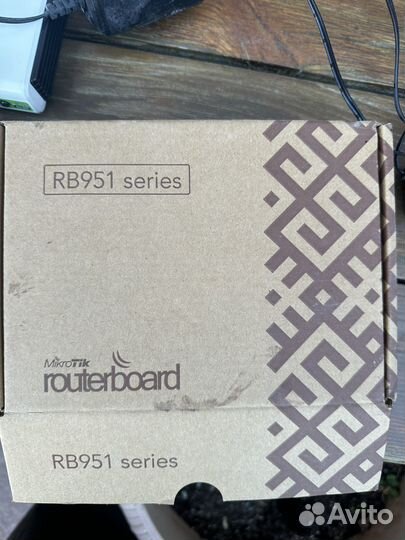 RB951 series
MikroTik
routerboard
RB951 series
Avito